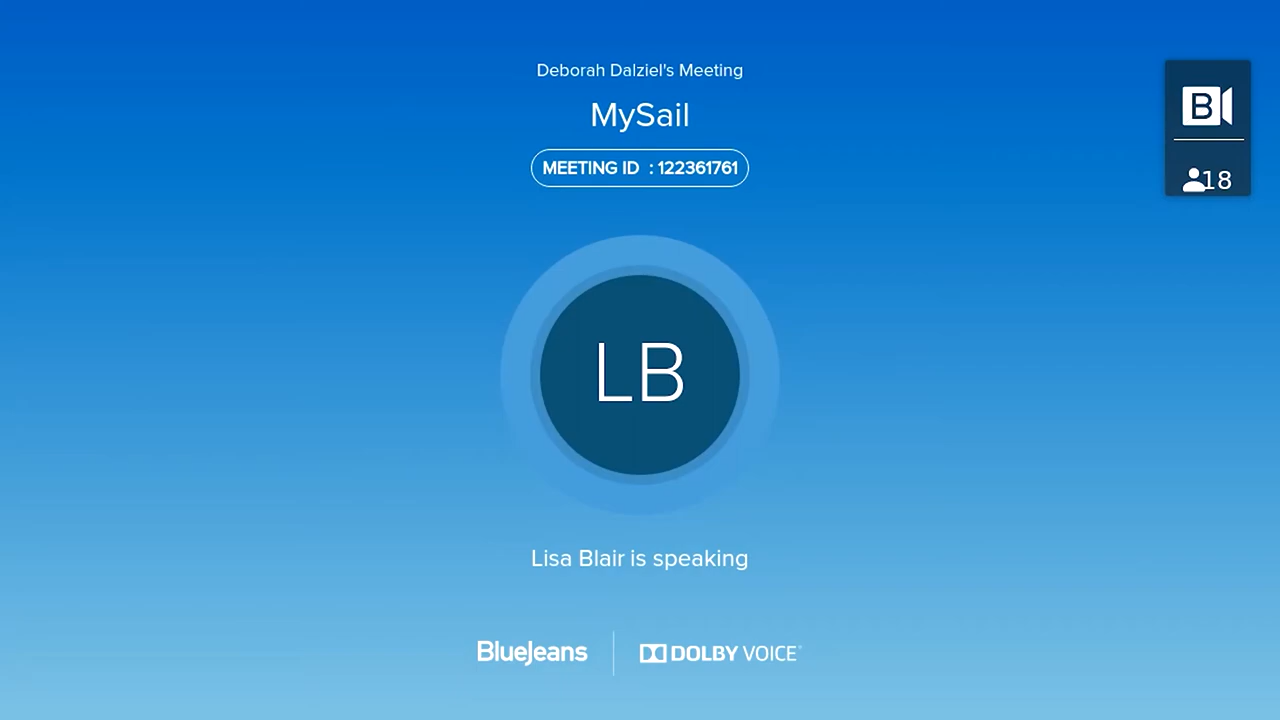 Deborah Dalziel's Meeting
MySail
MEETING ID : 122361761
B
18
LB
Lisa Blair is speaking
BlueJeans
DOLBY VOICE